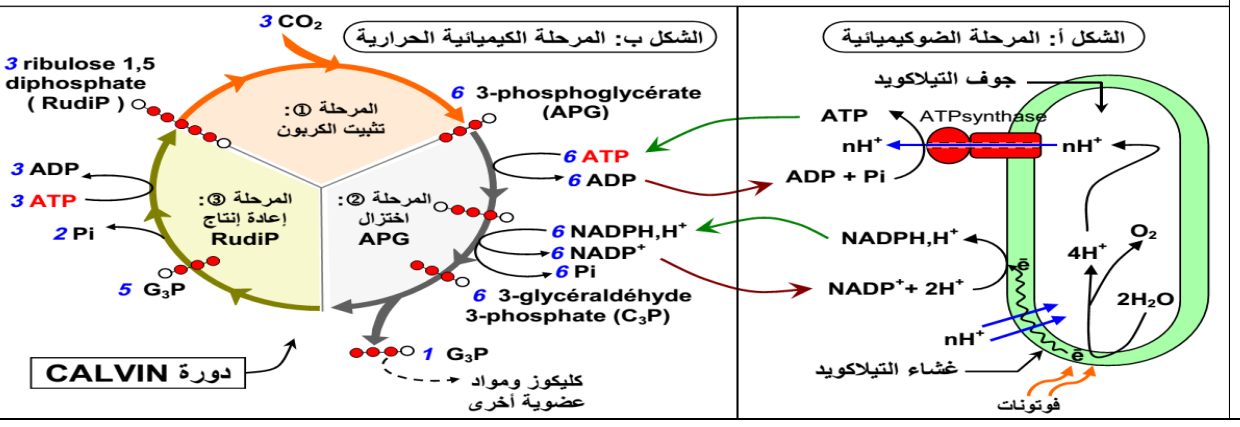 الشكل أ: المرحلة الضوكيميائية
جوف التيلاكويد
ATPsynthase
ATP
nH⁺
nH⁺
ADP + Pi
NADPH,H⁺
NADP⁺+ 2H⁺
ē
4H⁺
O₂
2H₂O
nH⁺
ē
غشاء التيلاكويد
فوتونات
الشكل ب: المرحلة الكيميائية الحرارية
3 CO₂
3 ribulose 1,5
diphosphate
( RudiP )
المرحلة ①:
تثبيت الكربون
6 3-phosphoglycérate
(APG)
6 ATP
6 ADP
المرحلة ②:
اختزال
APG
6 NADPH,H⁺
6 NADP⁺
6 Pi
6 3-glycéraldéhyde
3-phosphate (C₃P)
1 G₃P
كليكوز ومواد
عضوية أخرى
المرحلة ③:
إعادة إنتاج
RudiP
3 ADP
3 ATP
2 Pi
5 G₃P
دورة CALVIN